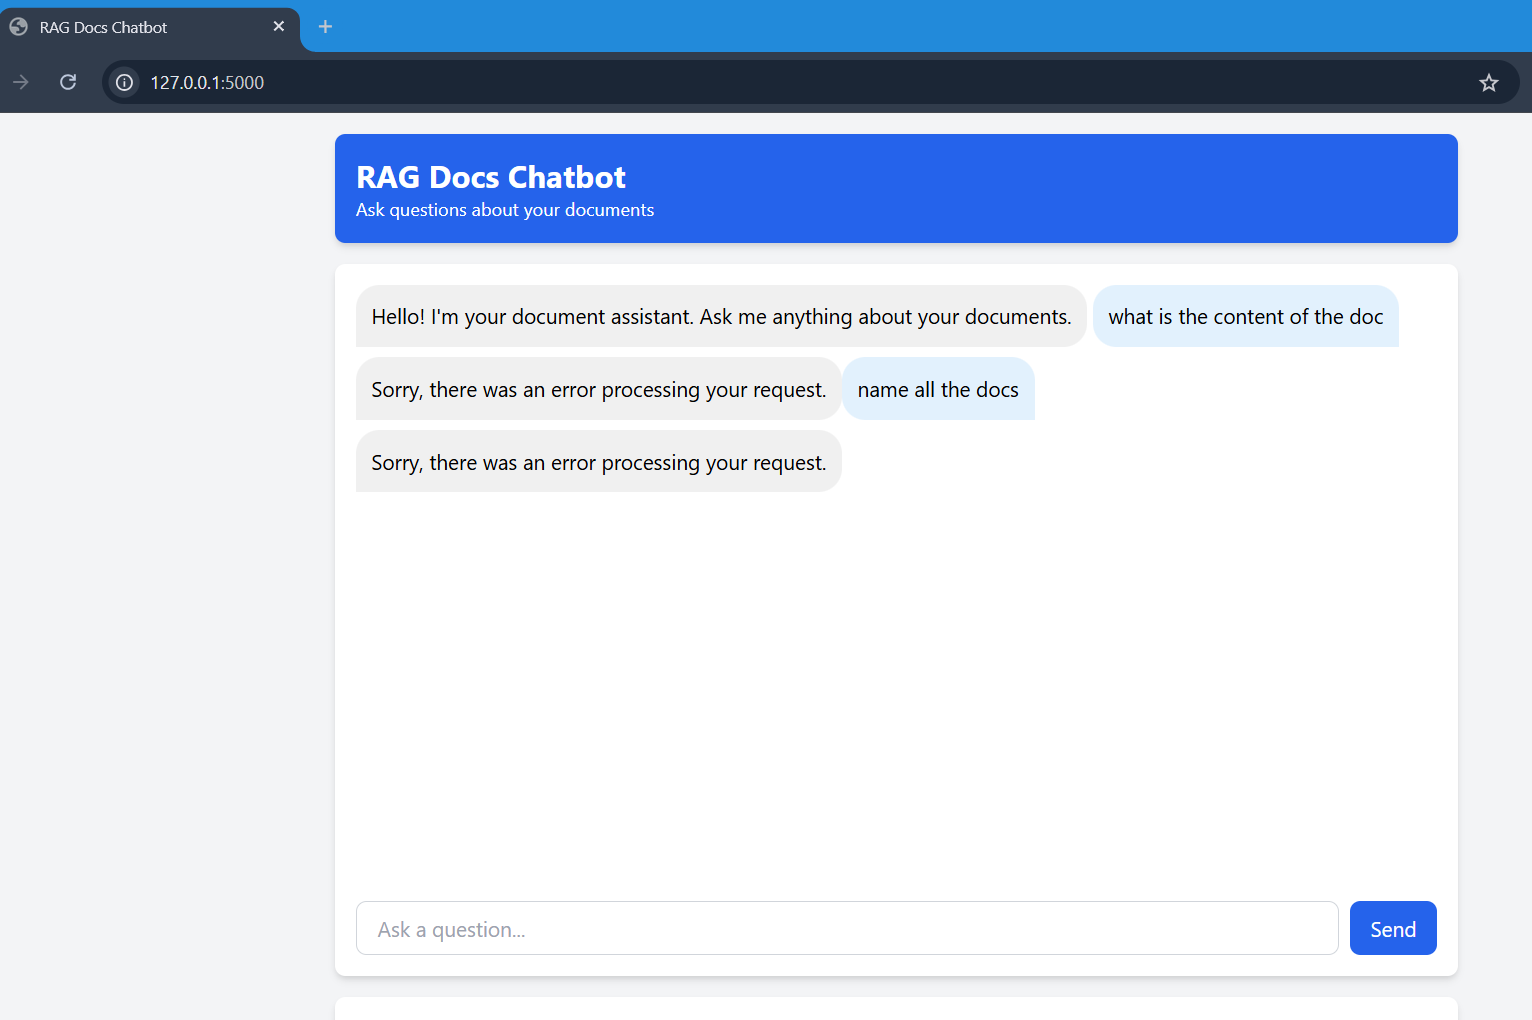 RAG Docs Chatbot
127.0.0.1:5000
RAG Docs Chatbot
Ask questions about your documents
Hello! I'm your document assistant. Ask me anything about your documents.
what is the content of the doc
Sorry, there was an error processing your request.
name all the docs
Sorry, there was an error processing your request.
Ask a question...
Send